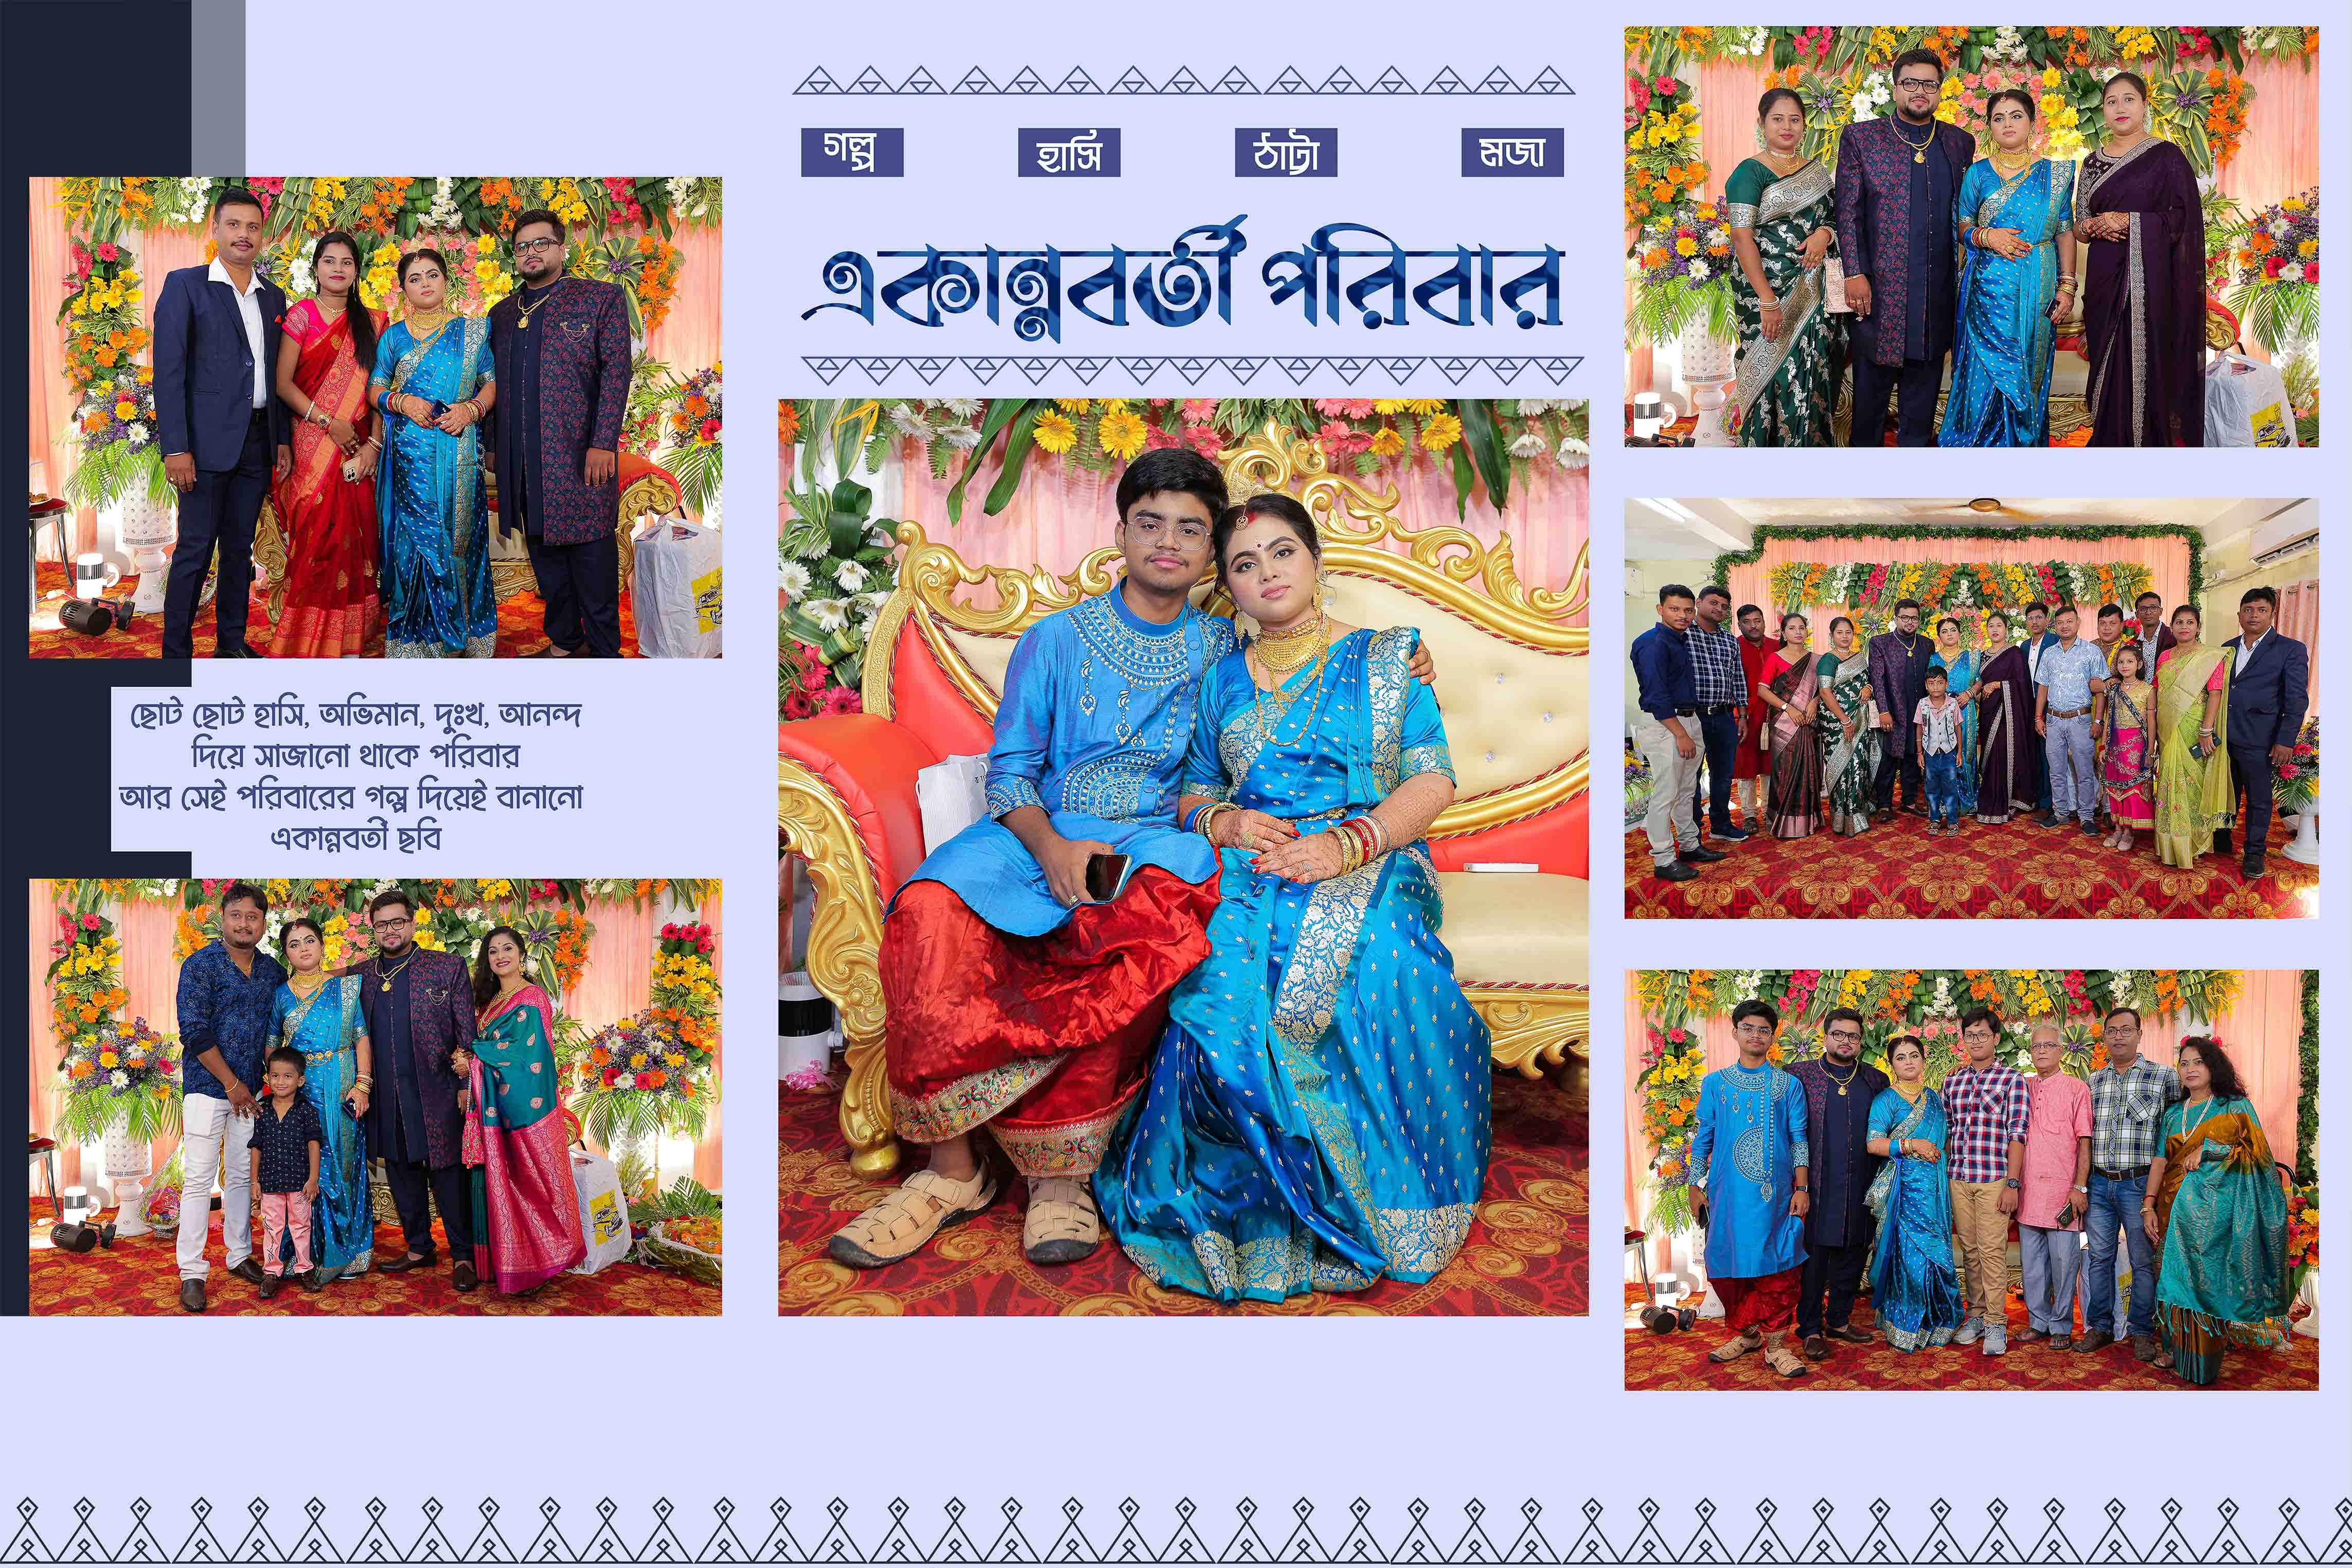 গল্প
হাসি
ঠাট্টা
মজা
একান্নবর্তী পরিবার
ছোট ছোট হাসি, অভিমান, দুঃখ, আনন্দ
দিয়ে সাজানো থাকে পরিবার
আর সেই পরিবারের গল্প দিয়েই বানানো
একান্নবর্তী ছবি